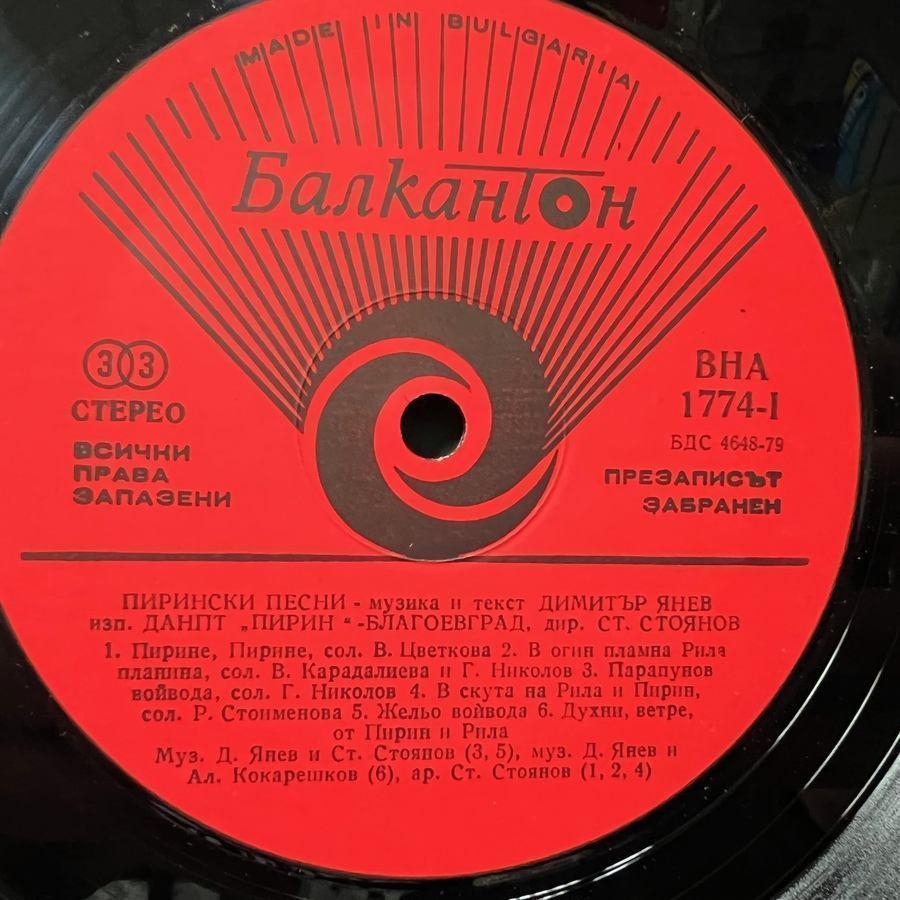 MADE IN BULGARIA
Балкантон
33
СТЕРЕО
ВСИЧКИ
ПРАВА
ЗАПАЗЕНИ
ВНА
1774-I
БДС 4648-79
ПРЕЗАПИСЪТ
ЗАБРАНЕН
ПИРИНСКИ ПЕСНИ - музика и текст ДИМИТЪР ЯНЕВ
изп. ДАНПТ „ПИРИН“ -БЛАГОЕВГРАД, дир. СТ. СТОЯНОВ
1. Пирине, Пирине, сол. В. Цветкова 2. В огин пламна Рила
планина, сол. В. Карадалиева и Г. Николов 3. Парапунов
войвода, сол. Г. Николов 4. В скута на Рила и Пирин,
сол. Р. Стоименова 5. Жельо войвода 6. Духни, ветре,
от Пирин и Рила
Муз. Д. Янев и Ст. Стоянов (3, 5), муз. Д. Янев и
Ал. Кокарешков (6), ар. Ст. Стоянов (1, 2, 4)